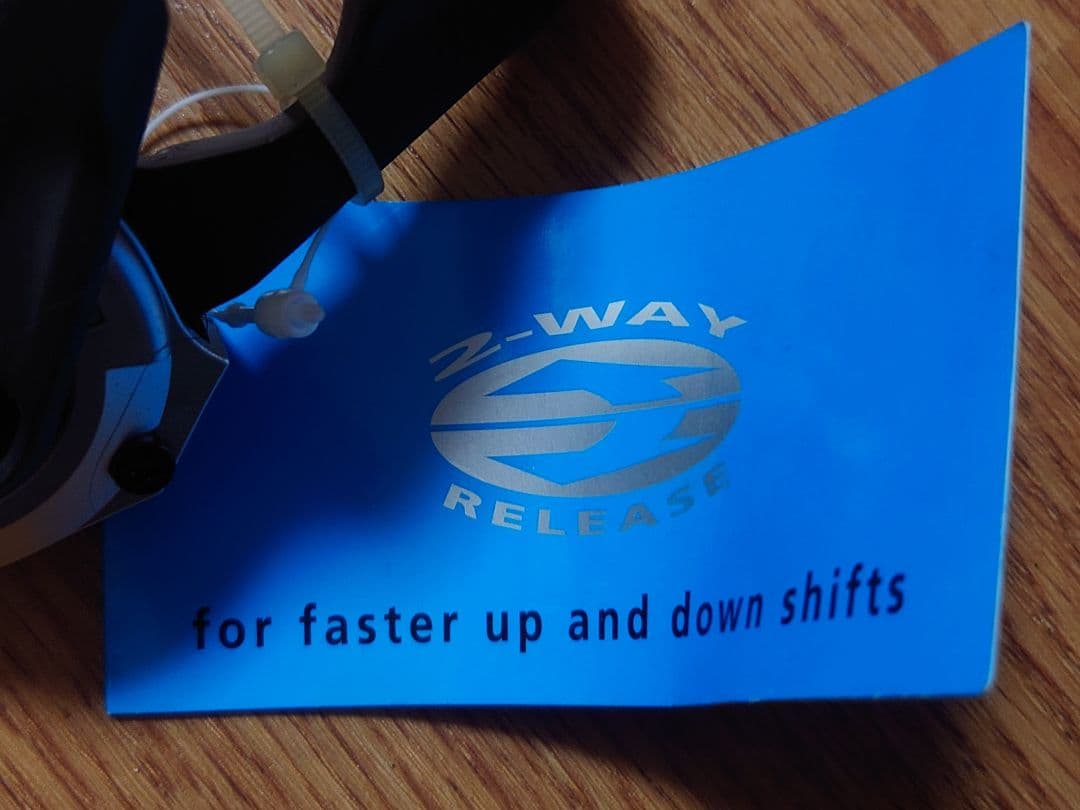 2-WAY
RELEASE
for faster up and down shifts